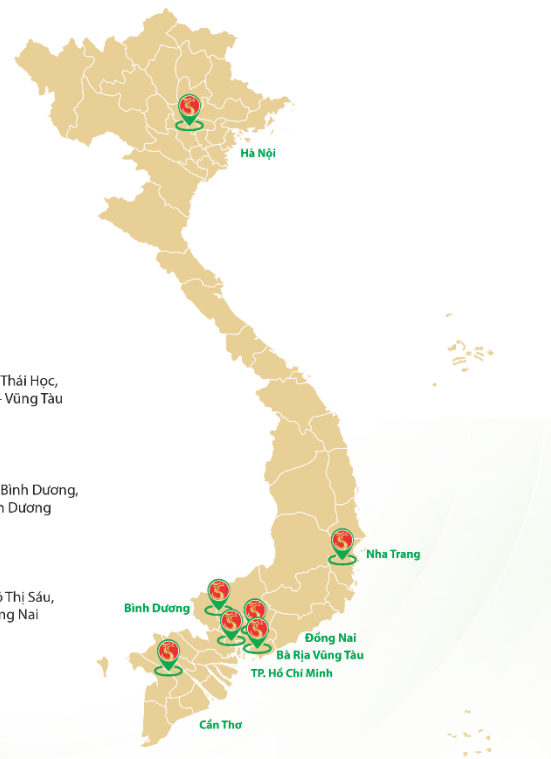 Hà Nội
Thái Học,
- Vũng Tàu
Bình Dương,
h Dương
Thị Sáu,
ng Nai
Nha Trang
Bình Dương
Đồng Nai
Bà Rịa Vũng Tàu
TP. Hồ Chí Minh
Cần Thơ